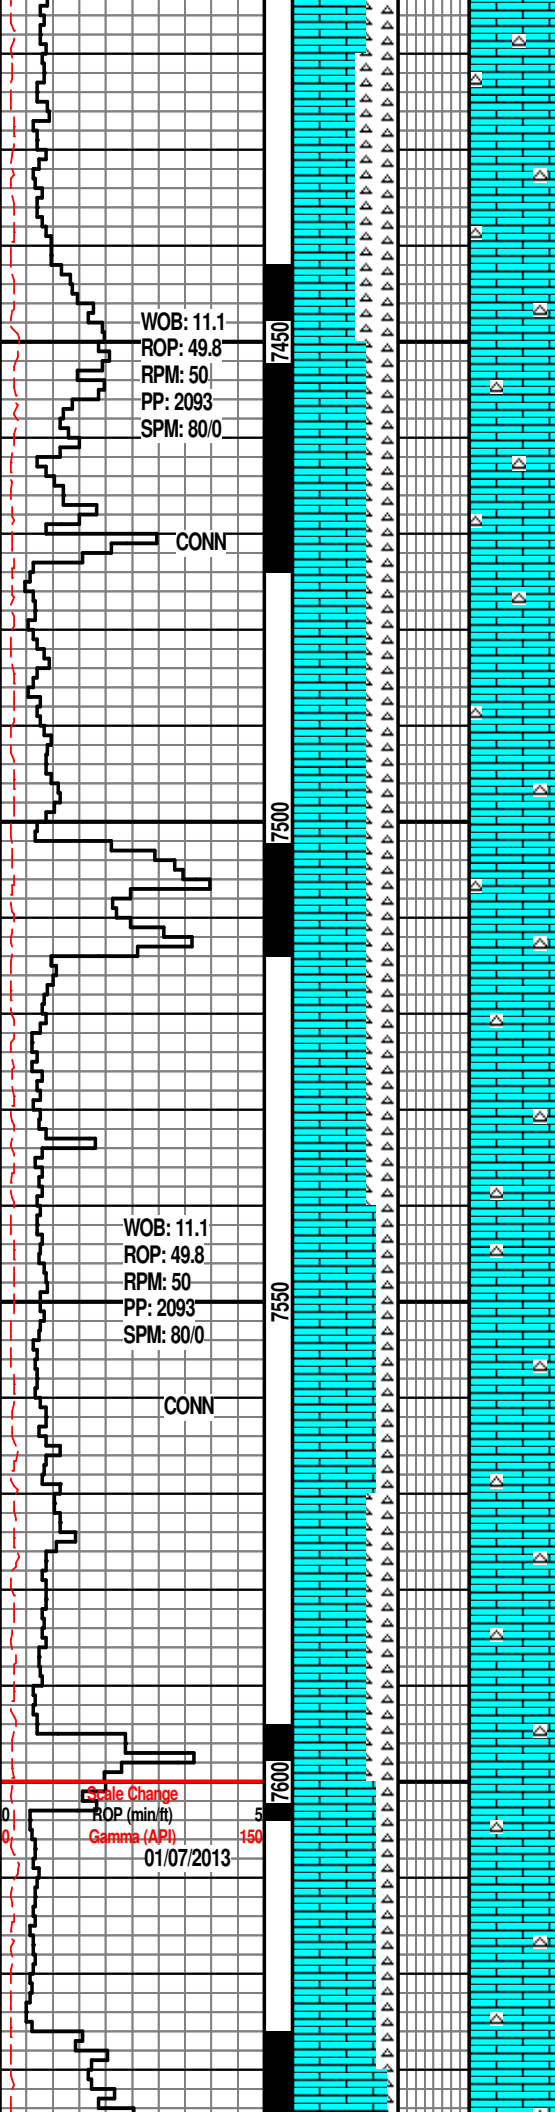 WOB: 11.1
ROP: 49.8
RPM: 50
PP: 2093
SPM: 80/0
7450
CONN
7500
WOB: 11.1
ROP: 49.8
RPM: 50
PP: 2093
SPM: 80/0
7550
CONN
7600
Scale Change
0 ROP (min/ft) 5
0 Gamma (API) 150
01/07/2013